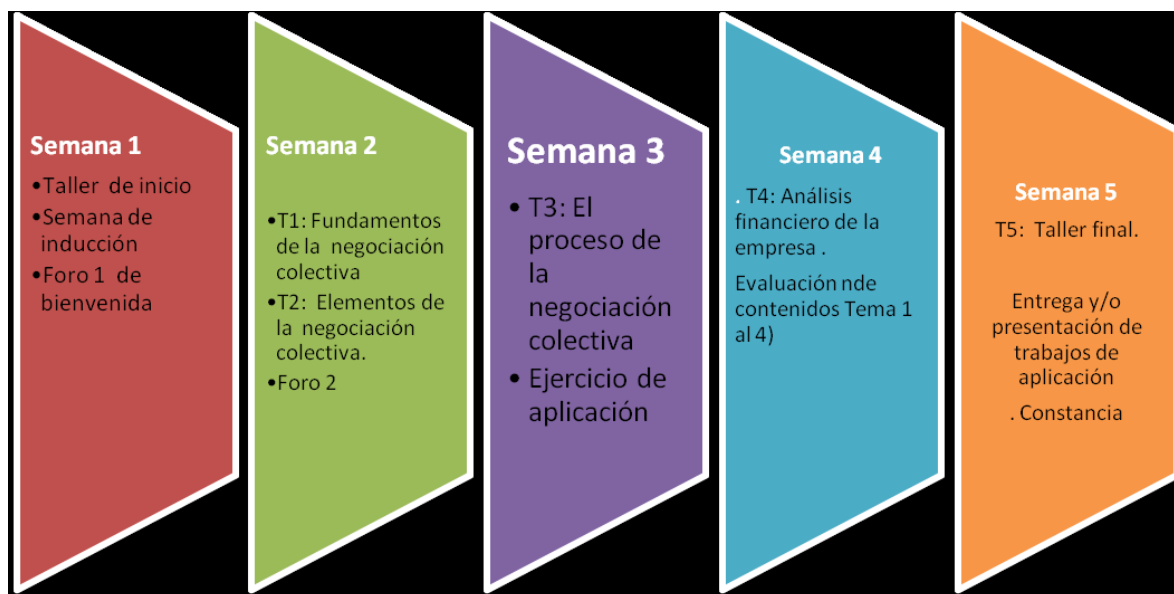 Semana 1
•Taller de inicio
•Semana de
inducción
•Foro 1 de
bienvenida
Semana 2
•T1: Fundamentos
de la negociación
colectiva
•T2: Elementos de
la negociación
colectiva.
•Foro 2
Semana 3
• T3: El
proceso de
la
negociación
colectiva
• Ejercicio de
aplicación
Semana 4
. T4: Análisis
financiero de la
empresa .
Evaluación nde
contenidos Tema 1
al 4)
Semana 5
T5: Taller final.
Entrega y/o
presentación de
trabajos de
aplicación
. Constancia